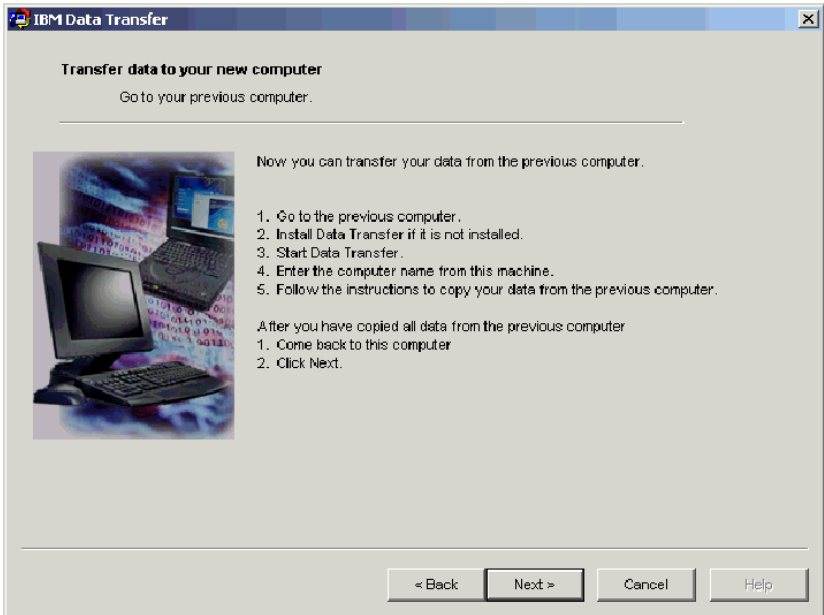 IBM Data Transfer
Transfer data to your new computer
Go to your previous computer.
Now you can transfer your data from the previous computer.
1. Go to the previous computer.
2. Install Data Transfer if it is not installed.
3. Start Data Transfer.
4. Enter the computer name from this machine.
5. Follow the instructions to copy your data from the previous computer.
After you have copied all data from the previous computer
1. Come back to this computer
2. Click Next.
< Back
Next >
Cancel
Help